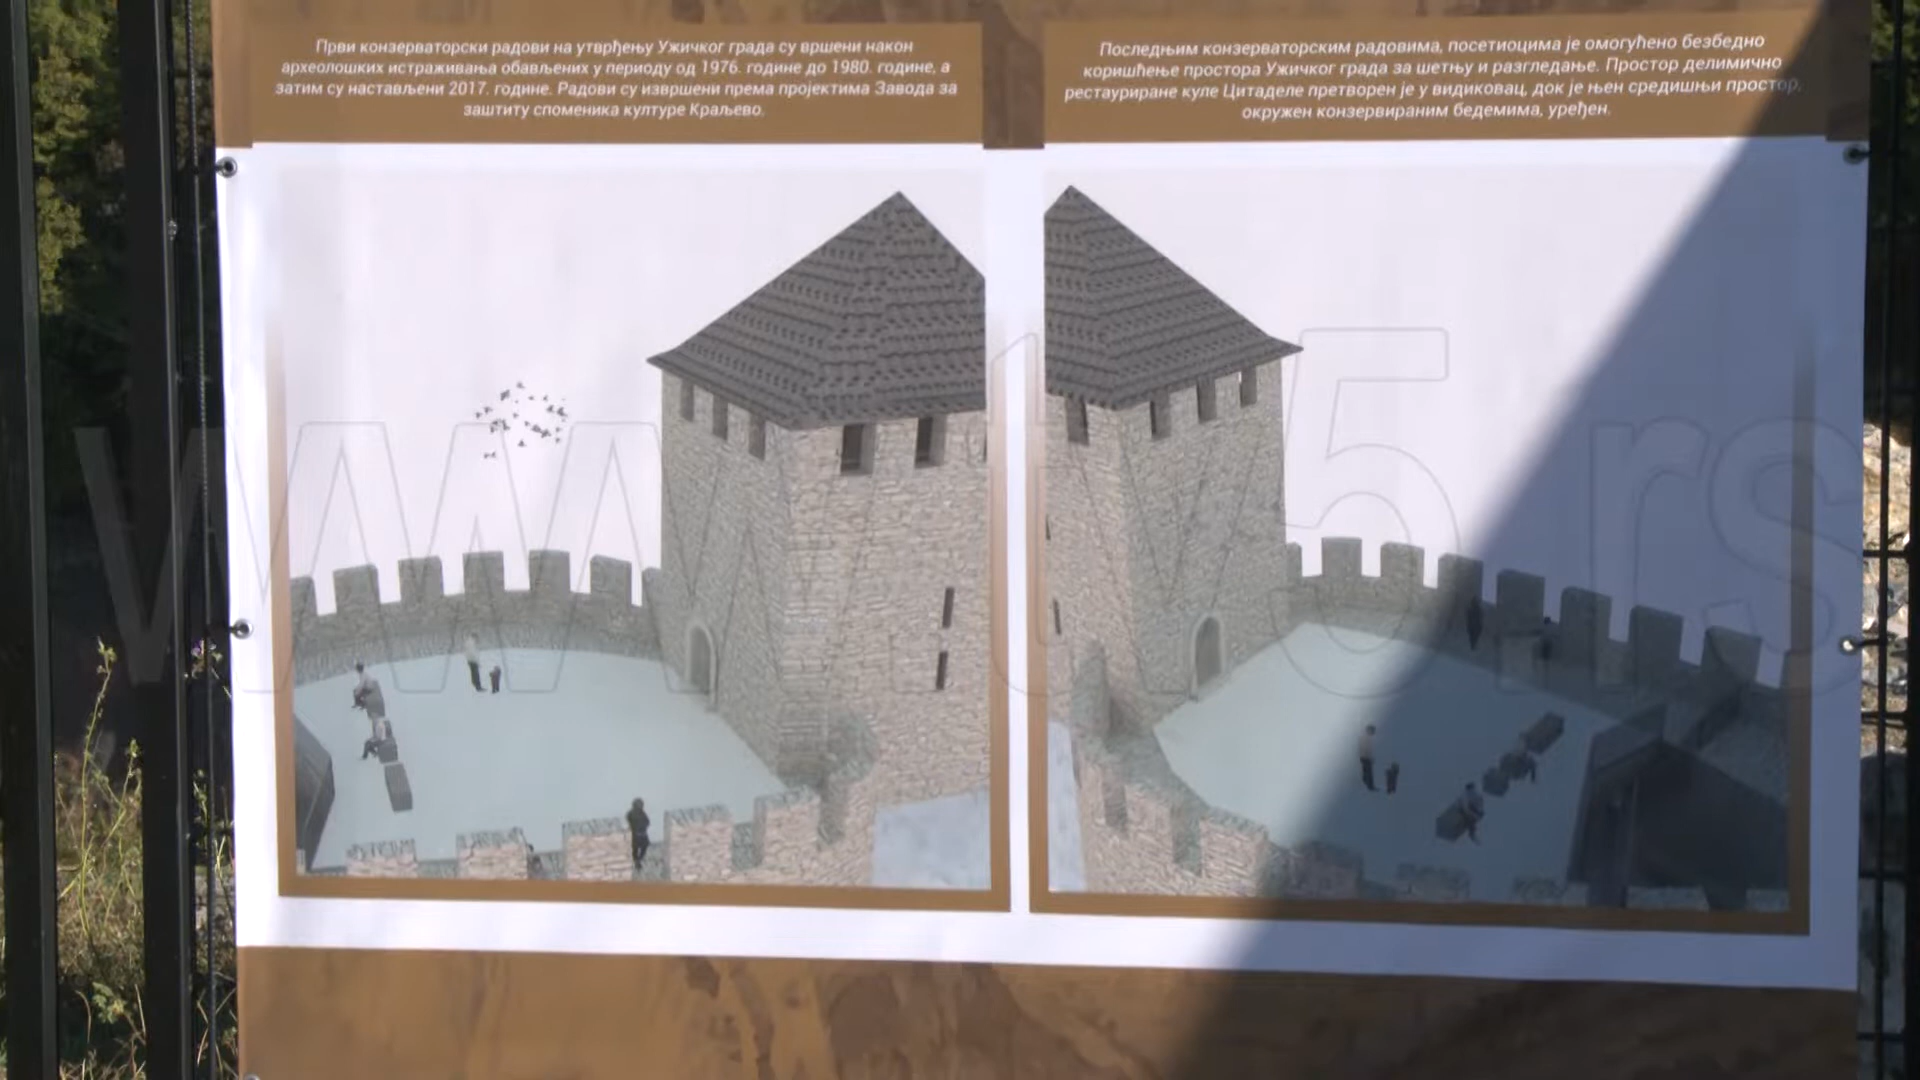 Први конзерваторски радови на утврђењу Ужичког града су вршени након
археолошких истраживања обављених у периоду од 1976. године до 1980. године, а
затим су настављени 2017. године. Радови су извршени према пројектима Завода за
заштиту споменика културе Краљево.
Последњим конзерваторским радовима, посетиоцима је омогућено безбедно
коришћење простора Ужичког града за шетњу и разгледање. Простор делимично
рестауриране куле Цитаделе претворен је у видиковац, док је њен средишњи простор,
окружен конзервираним бедемима, уређен.
www.tv5.rs